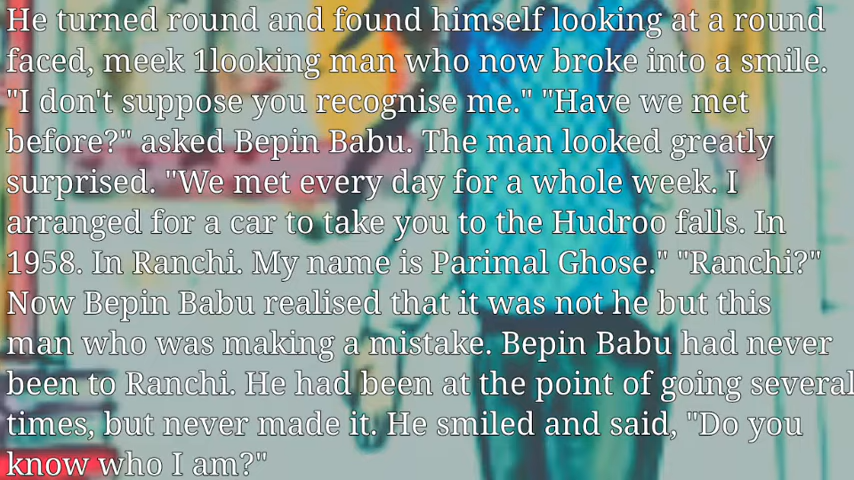 He turned round and found himself looking at a round
faced, meek 1looking man who now broke into a smile.
"I don't suppose you recognise me." "Have we met
before?" asked Bepin Babu. The man looked greatly
surprised. "We met every day for a whole week. I
arranged for a car to take you to the Hudroo falls. In
1958. In Ranchi. My name is Parimal Ghose." "Ranchi?"
Now Bepin Babu realised that it was not he but this
man who was making a mistake. Bepin Babu had never
been to Ranchi. He had been at the point of going several
times, but never made it. He smiled and said, "Do you
know who I am?"